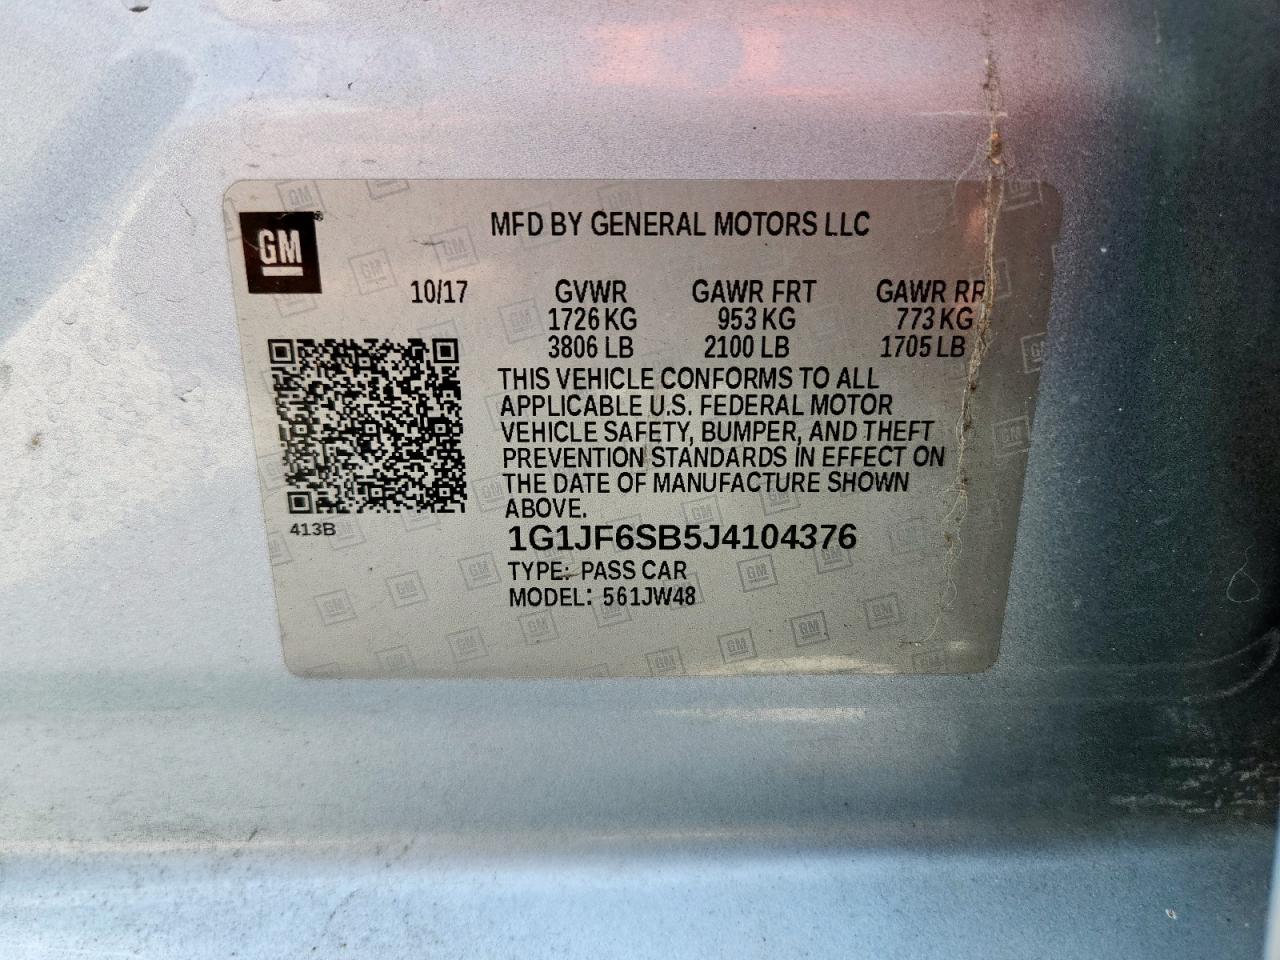 GM
MFD BY GENERAL MOTORS LLC
10/17 GVWR GAWR FRT GAWR RR
1726 KG 953 KG 773 KG
3806 LB 2100 LB 1705 LB
THIS VEHICLE CONFORMS TO ALL
APPLICABLE U.S. FEDERAL MOTOR
VEHICLE SAFETY, BUMPER, AND THEFT
PREVENTION STANDARDS IN EFFECT ON
THE DATE OF MANUFACTURE SHOWN
ABOVE.
413B
1G1JF6SB5J4104376
TYPE: PASS CAR
MODEL: 561JW48